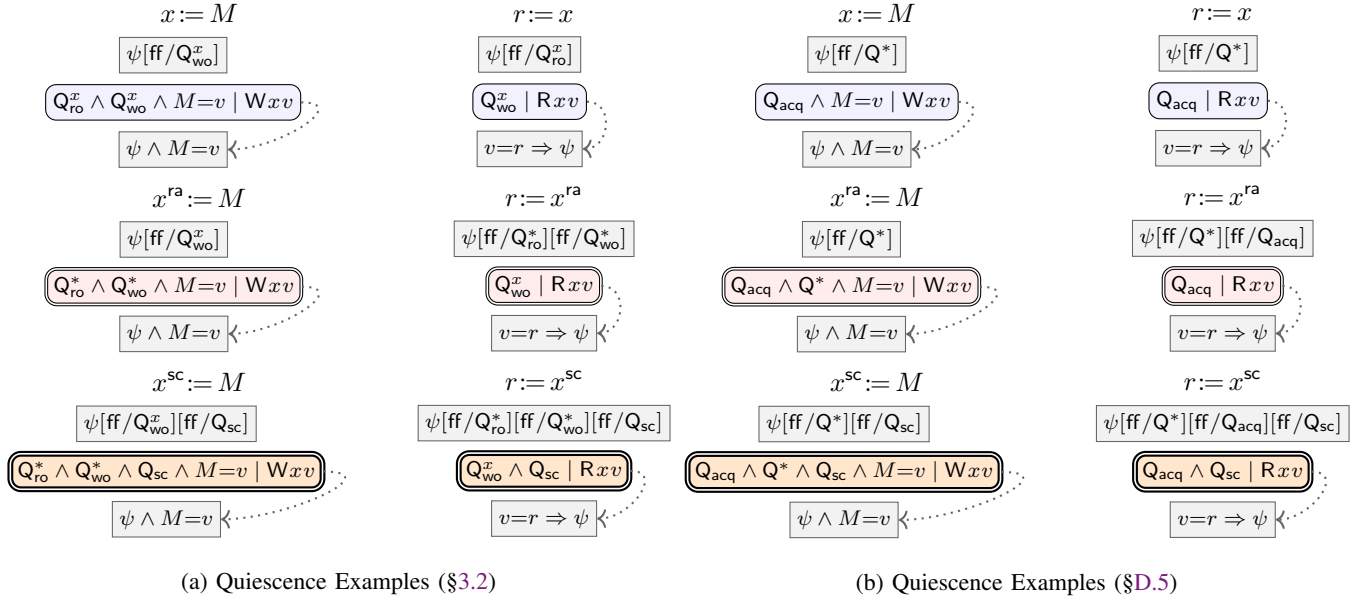 x := M
ψ[ff/Q^x_wo]
Q^x_ro ∧ Q^x_wo ∧ M=v | Wxv
ψ ∧ M=v
r := x
ψ[ff/Q^x_ro]
Q^x_wo | Rxv
v=r ⇒ ψ
x^ra := M
ψ[ff/Q^x_wo]
Q^*_ro ∧ Q^*_wo ∧ M=v | Wxv
ψ ∧ M=v
r := x^ra
ψ[ff/Q^*_ro][ff/Q^*_wo]
Q^x_wo | Rxv
v=r ⇒ ψ
x^sc := M
ψ[ff/Q^x_wo][ff/Q_sc]
Q^*_ro ∧ Q^*_wo ∧ Q_sc ∧ M=v | Wxv
ψ ∧ M=v
r := x^sc
ψ[ff/Q^*_ro][ff/Q^*_wo][ff/Q_sc]
Q^x_wo ∧ Q_sc | Rxv
v=r ⇒ ψ
(a) Quiescence Examples (§3.2)
x := M
ψ[ff/Q^*]
Q_acq ∧ M=v | Wxv
ψ ∧ M=v
r := x
ψ[ff/Q^*]
Q_acq | Rxv
v=r ⇒ ψ
x^ra := M
ψ[ff/Q^*]
Q_acq ∧ Q^* ∧ M=v | Wxv
ψ ∧ M=v
r := x^ra
ψ[ff/Q^*][ff/Q_acq]
Q_acq | Rxv
v=r ⇒ ψ
x^sc := M
ψ[ff/Q^*][ff/Q_sc]
Q_acq ∧ Q^* ∧ Q_sc ∧ M=v | Wxv
ψ ∧ M=v
r := x^sc
ψ[ff/Q^*][ff/Q_acq][ff/Q_sc]
Q_acq ∧ Q_sc | Rxv
v=r ⇒ ψ
(b) Quiescence Examples (§D.5)